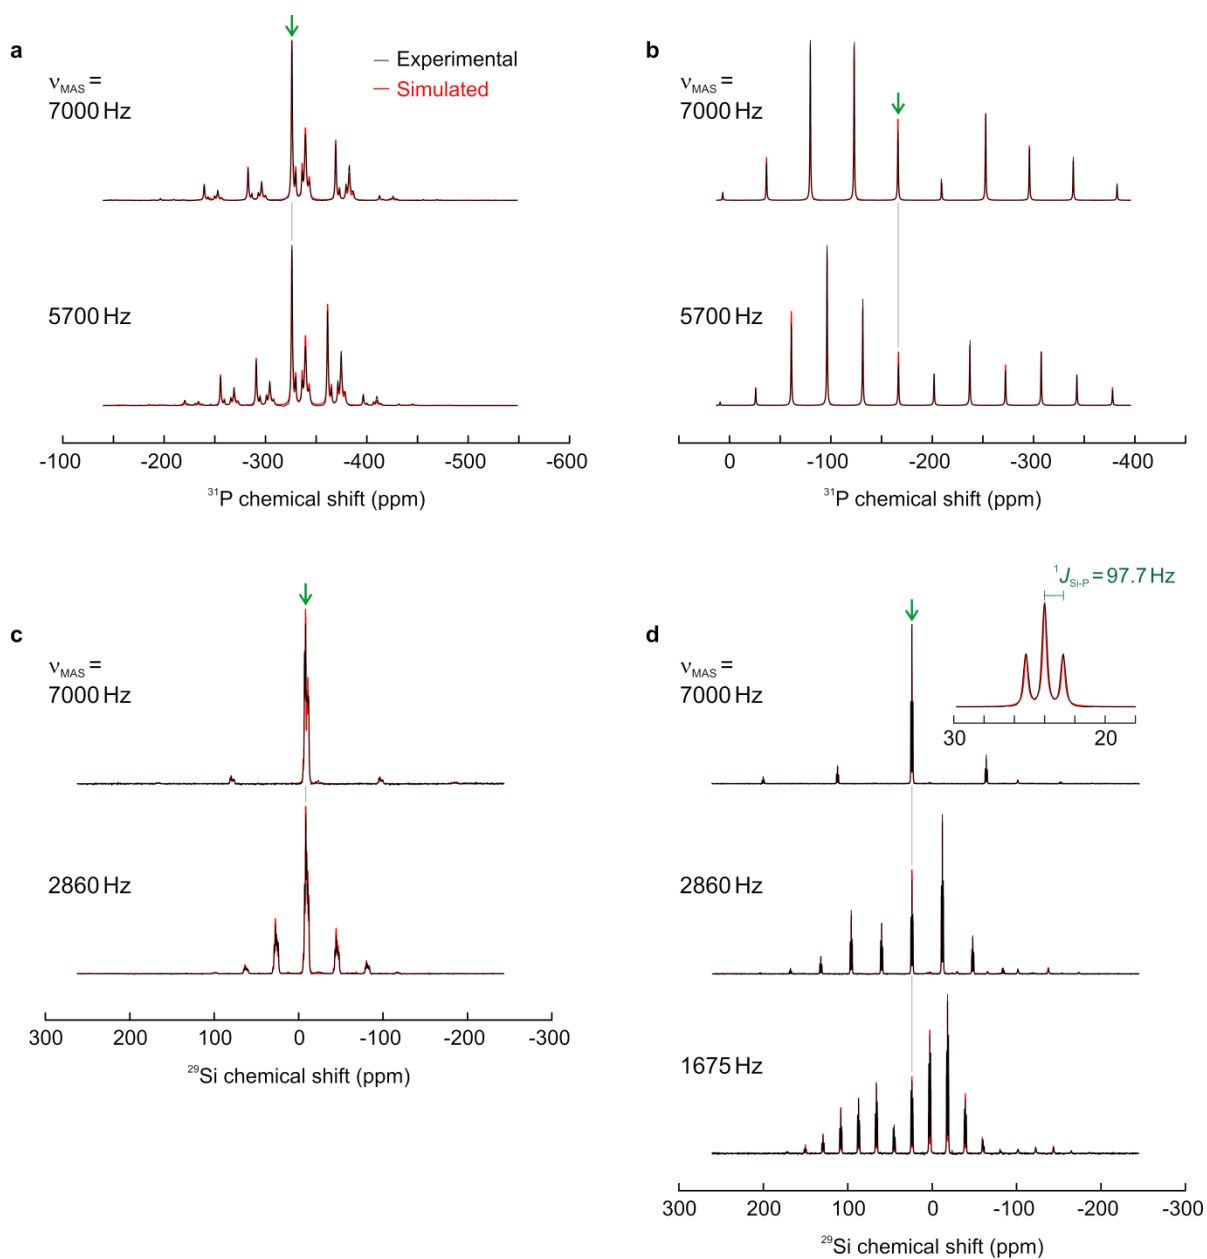 a
ν_MAS =
7000 Hz
Experimental
Simulated
5700 Hz
-100 -200 -300 -400 -500 -600
³¹P chemical shift (ppm)
b
ν_MAS =
7000 Hz
5700 Hz
0 -100 -200 -300 -400
³¹P chemical shift (ppm)
c
ν_MAS =
7000 Hz
2860 Hz
300 200 100 0 -100 -200 -300
²⁹Si chemical shift (ppm)
d
ν_MAS =
7000 Hz
¹J_Si-P = 97.7 Hz
30 20
2860 Hz
1675 Hz
300 200 100 0 -100 -200 -300
²⁹Si chemical shift (ppm)